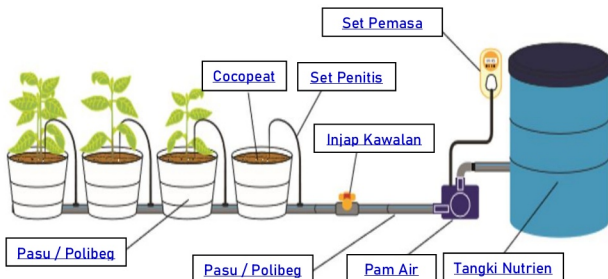 Set Pemasa
Cocopeat
Set Penitis
Injap Kawalan
Pasu / Polibeg
Pasu / Polibeg
Pam Air
Tangki Nutrien